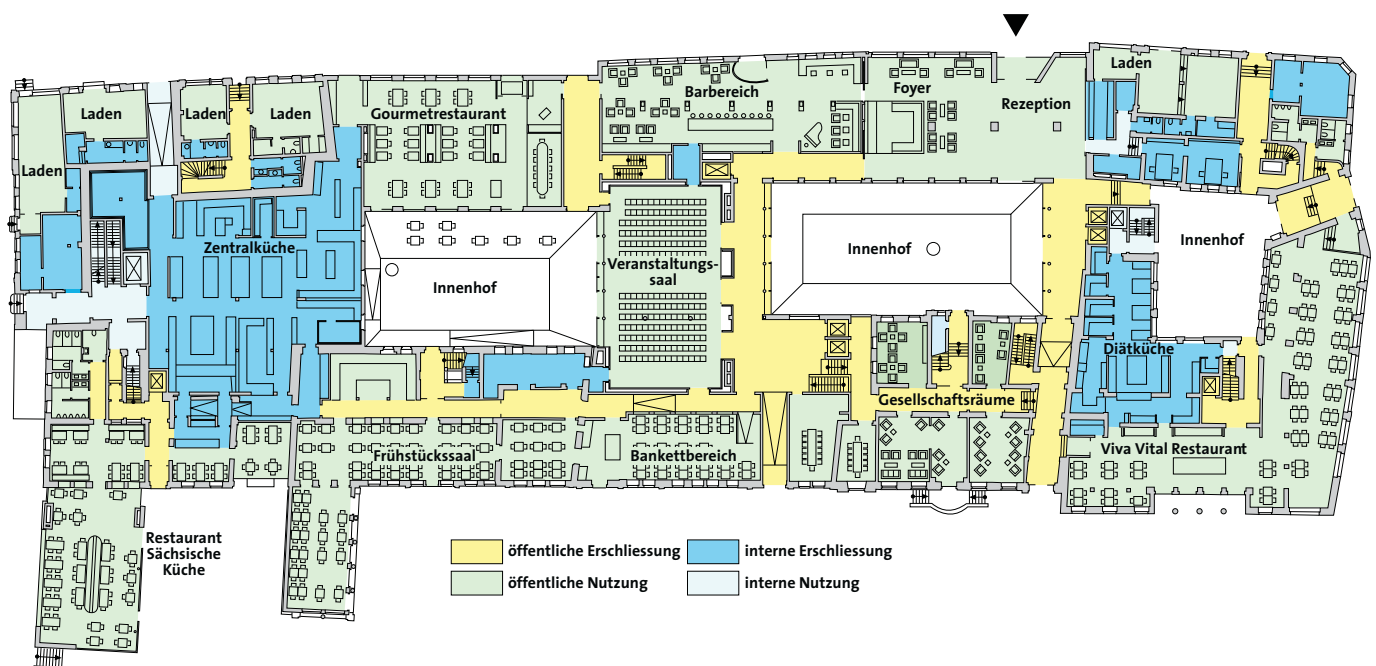 Laden
Laden
Laden
Laden
Gourmetrestaurant
Barbereich
Foyer
Rezeption
Laden
Zentralküche
Innenhof
Veranstaltungs-
saal
Innenhof
Innenhof
Diätküche
Gesellschaftsräume
Frühstückssaal
Bankettbereich
Viva Vital Restaurant
Restaurant
Sächsische
Küche
öffentliche Erschliessung
interne Erschliessung
öffentliche Nutzung
interne Nutzung